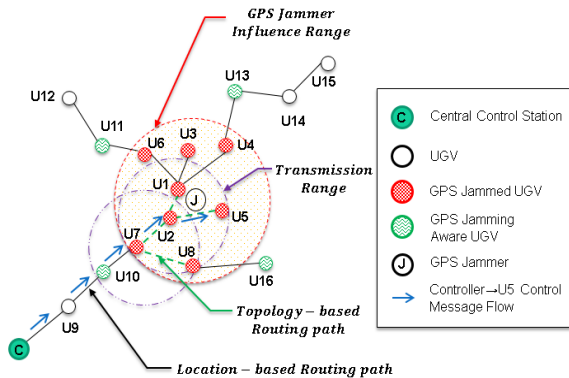 GPS Jammer
Influence Range
U12
U13
U15
U14
U11
U6
U3
U4
Transmission
Range
U1
J
U5
U2
U7
U8
U10
U16
U9
Topology – based
Routing path
C
Location – based Routing path
C Central Control Station
UGV
GPS Jammed UGV
GPS Jamming
Aware UGV
J GPS Jammer
Controller→U5 Control
Message Flow